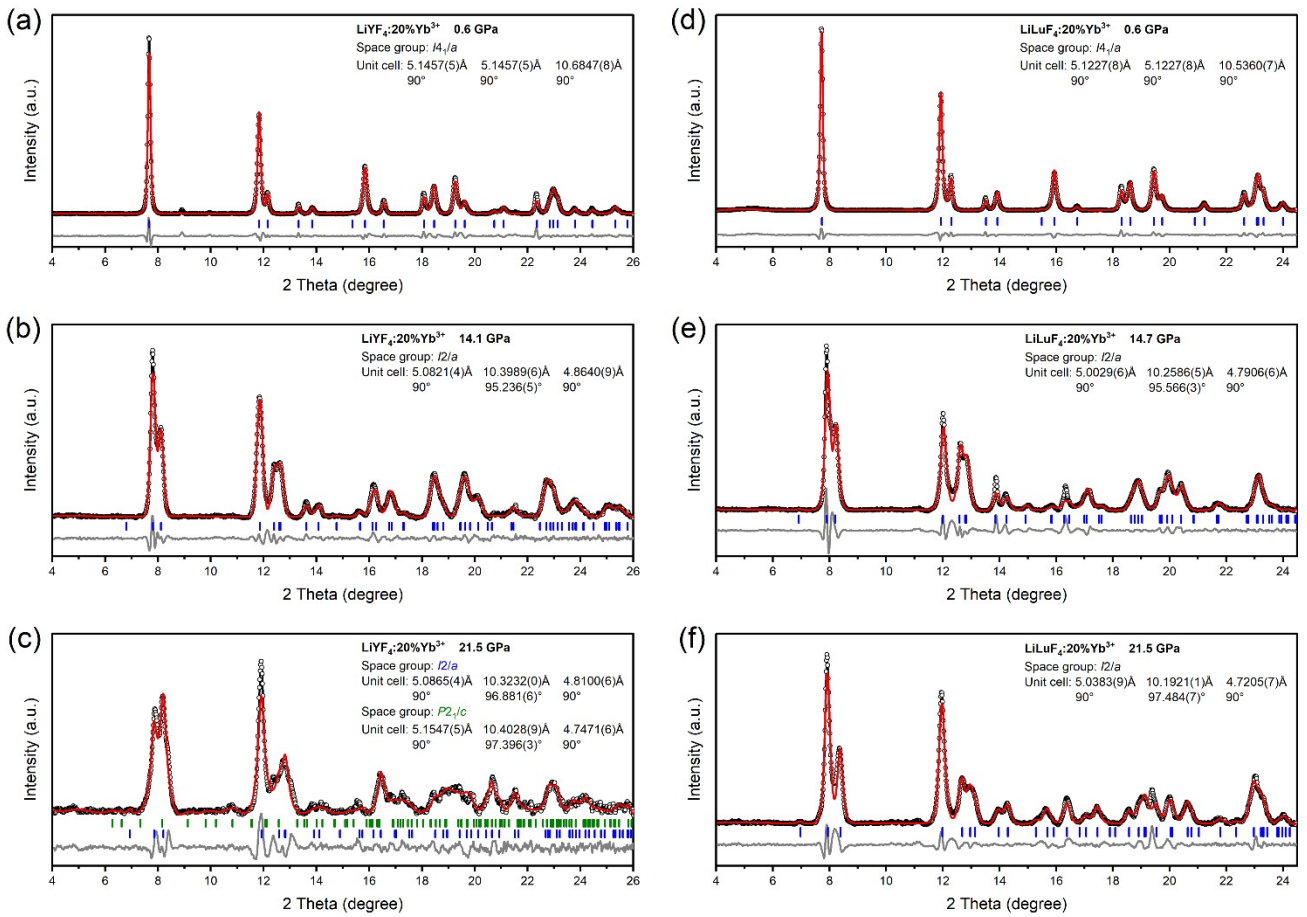 (a)
LiYF₄:20%Yb³⁺ 0.6 GPa
Space group: I4₁/a
Unit cell: 5.1457(5)Å 5.1457(5)Å 10.6847(8)Å
90° 90° 90°
Intensity (a.u.)
4 6 8 10 12 14 16 18 20 22 24 26
2 Theta (degree)
(d)
LiLuF₄:20%Yb³⁺ 0.6 GPa
Space group: I4₁/a
Unit cell: 5.1227(8)Å 5.1227(8)Å 10.5360(7)Å
90° 90° 90°
Intensity (a.u.)
4 6 8 10 12 14 16 18 20 22 24
2 Theta (degree)
(b)
LiYF₄:20%Yb³⁺ 14.1 GPa
Space group: I2/a
Unit cell: 5.0821(4)Å 10.3989(6)Å 4.8640(9)Å
90° 95.236(5)° 90°
Intensity (a.u.)
4 6 8 10 12 14 16 18 20 22 24 26
2 Theta (degree)
(e)
LiLuF₄:20%Yb³⁺ 14.7 GPa
Space group: I2/a
Unit cell: 5.0029(6)Å 10.2586(5)Å 4.7906(6)Å
90° 95.566(3)° 90°
Intensity (a.u.)
4 6 8 10 12 14 16 18 20 22 24
2 Theta (degree)
(c)
LiYF₄:20%Yb³⁺ 21.5 GPa
Space group: I2/a
Unit cell: 5.0865(4)Å 10.3232(0)Å 4.8100(6)Å
90° 96.881(6)° 90°
Space group: P2₁/c
Unit cell: 5.1547(5)Å 10.4028(9)Å 4.7471(6)Å
90° 97.396(3)° 90°
Intensity (a.u.)
4 6 8 10 12 14 16 18 20 22 24 26
2 Theta (degree)
(f)
LiLuF₄:20%Yb³⁺ 21.5 GPa
Space group: I2/a
Unit cell: 5.0383(9)Å 10.1921(1)Å 4.7205(7)Å
90° 97.484(7)° 90°
Intensity (a.u.)
4 6 8 10 12 14 16 18 20 22 24
2 Theta (degree)